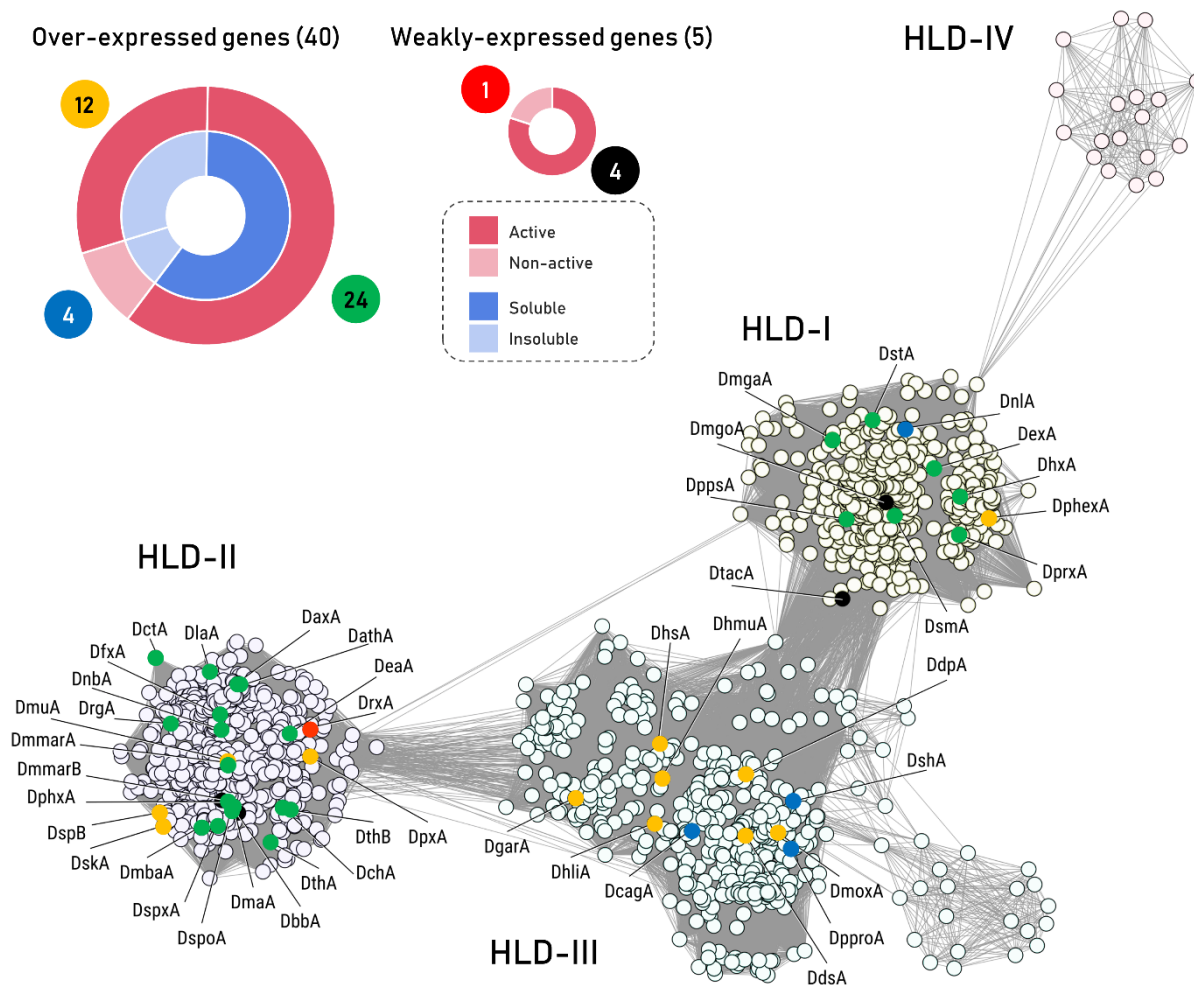 Over-expressed genes (40)
Weakly-expressed genes (5)
HLD-IV
12
1
4
4
24
Active
Non-active
Soluble
Insoluble
HLD-I
DstA
DmgaA
DnlA
DmgoA
DexA
DhxA
DppsA
DphexA
DprxA
DtacA
DsmA
HLD-II
DaxA
DctA
DlaA
DathA
DfxA
DeaA
DnbA
DrxA
DmuA
DrgA
DmmarA
DmmarB
DphxA
DspB
DskA
DmbaA
DspxA
DspoA
DmaA
DbbA
DthA
DchA
DthB
DpxA
DhsA
DhmuA
DdpA
DshA
DgarA
DhliA
DcagA
DmoxA
DpproA
DdsA
HLD-III